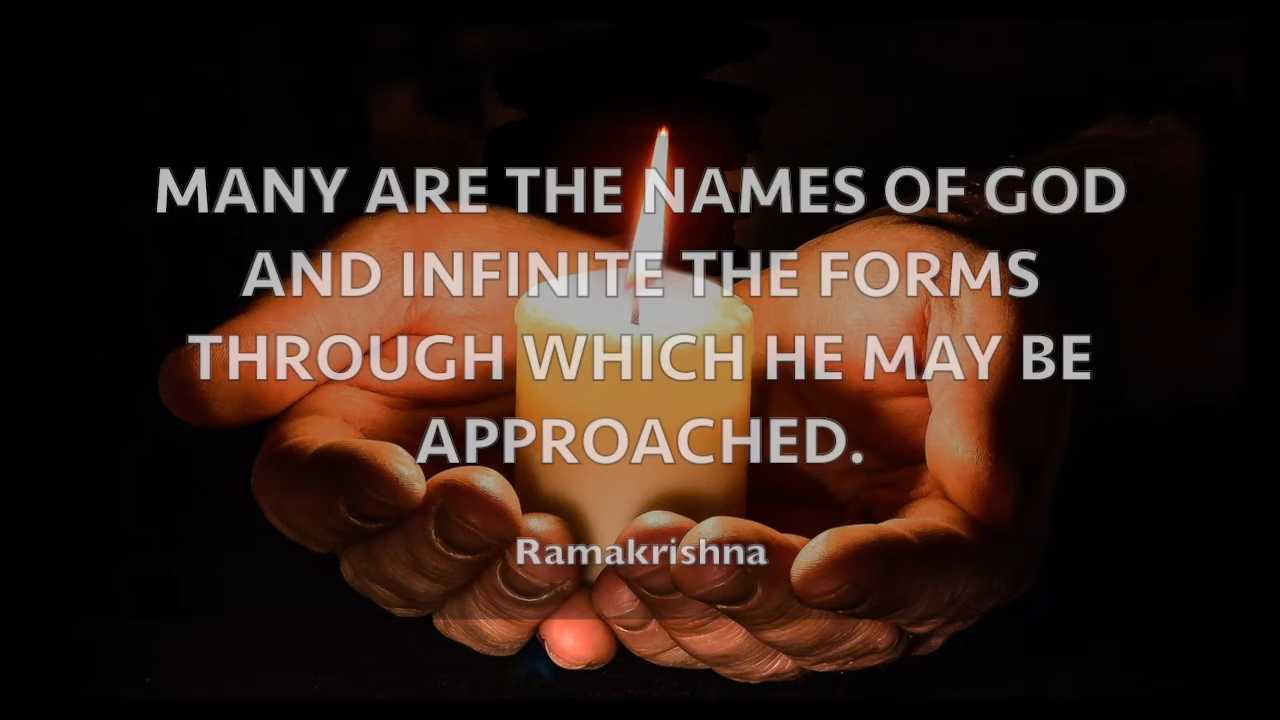 MANY ARE THE NAMES OF GOD
AND INFINITE THE FORMS
THROUGH WHICH HE MAY BE
APPROACHED.
Ramakrishna